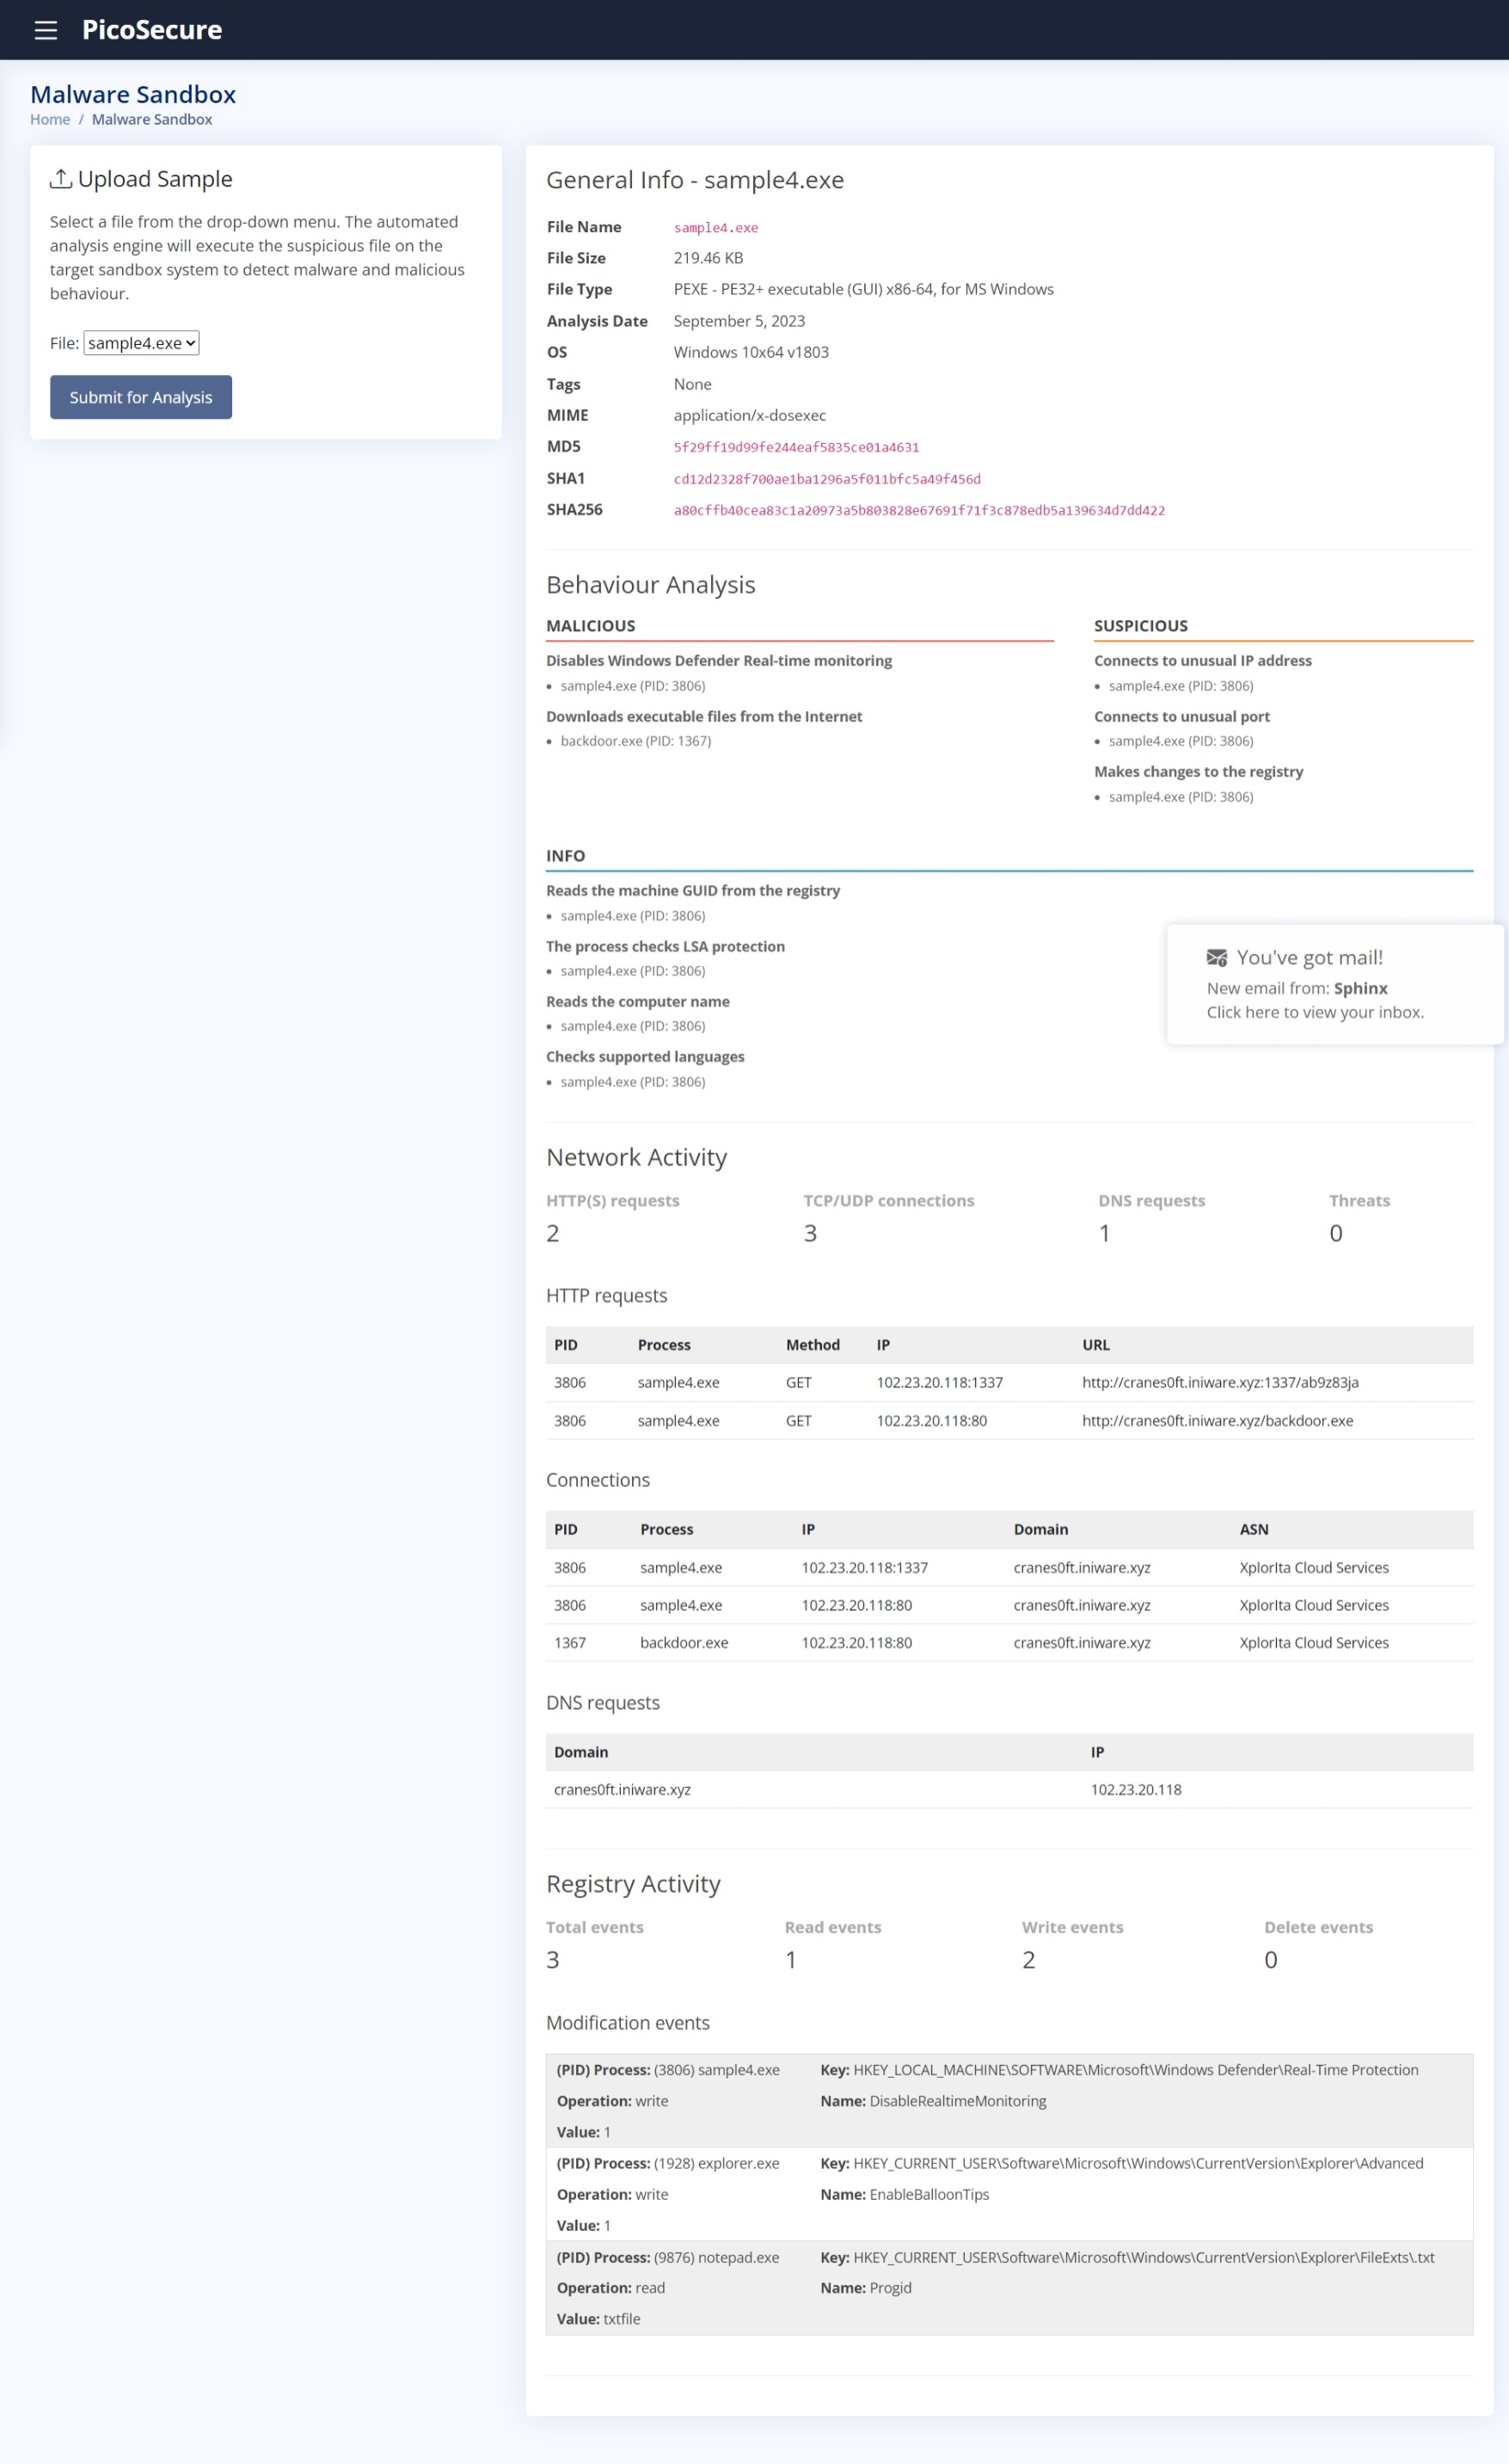 PicoSecure
Malware Sandbox
Home / Malware Sandbox
Upload Sample
Select a file from the drop-down menu. The automated
analysis engine will execute the suspicious file on the
target sandbox system to detect malware and malicious
behaviour.
File: sample4.exe
Submit for Analysis
General Info - sample4.exe
File Name sample4.exe
File Size 219.46 KB
File Type PEXE - PE32+ executable (GUI) x86-64, for MS Windows
Analysis Date September 5, 2023
OS Windows 10x64 v1803
Tags None
MIME application/x-dosexec
MD5 5f29ff19d99fe244eaf5835ce01a4631
SHA1 cd12d2328f700ae1ba1296a5f011bfc5a49f456d
SHA256 a80cffb40cea83c1a20973a5b803828e67691f71f3c878edb5a139634d7dd422
Behaviour Analysis
MALICIOUS
Disables Windows Defender Real-time monitoring
• sample4.exe (PID: 3806)
Downloads executable files from the Internet
• backdoor.exe (PID: 1367)
SUSPICIOUS
Connects to unusual IP address
• sample4.exe (PID: 3806)
Connects to unusual port
• sample4.exe (PID: 3806)
Makes changes to the registry
• sample4.exe (PID: 3806)
INFO
Reads the machine GUID from the registry
• sample4.exe (PID: 3806)
The process checks LSA protection
• sample4.exe (PID: 3806)
Reads the computer name
• sample4.exe (PID: 3806)
Checks supported languages
• sample4.exe (PID: 3806)
You've got mail!
New email from: Sphinx
Click here to view your inbox.
Network Activity
HTTP(S) requests TCP/UDP connections DNS requests Threats
2 3 1 0
HTTP requests
PID Process Method IP URL
3806 sample4.exe GET 102.23.20.118:1337 http://cranes0ft.iniware.xyz:1337/ab9z83ja
3806 sample4.exe GET 102.23.20.118:80 http://cranes0ft.iniware.xyz/backdoor.exe
Connections
PID Process IP Domain ASN
3806 sample4.exe 102.23.20.118:1337 cranes0ft.iniware.xyz XplorIta Cloud Services
3806 sample4.exe 102.23.20.118:80 cranes0ft.iniware.xyz XplorIta Cloud Services
1367 backdoor.exe 102.23.20.118:80 cranes0ft.iniware.xyz XplorIta Cloud Services
DNS requests
Domain IP
cranes0ft.iniware.xyz 102.23.20.118
Registry Activity
Total events Read events Write events Delete events
3 1 2 0
Modification events
(PID) Process: (3806) sample4.exe Key: HKEY_LOCAL_MACHINE\SOFTWARE\Microsoft\Windows Defender\Real-Time Protection
Operation: write Name: DisableRealtimeMonitoring
Value: 1
(PID) Process: (1928) explorer.exe Key: HKEY_CURRENT_USER\Software\Microsoft\Windows\CurrentVersion\Explorer\Advanced
Operation: write Name: EnableBalloonTips
Value: 1
(PID) Process: (9876) notepad.exe Key: HKEY_CURRENT_USER\Software\Microsoft\Windows\CurrentVersion\Explorer\FileExts\.txt
Operation: read Name: Progid
Value: txtfile